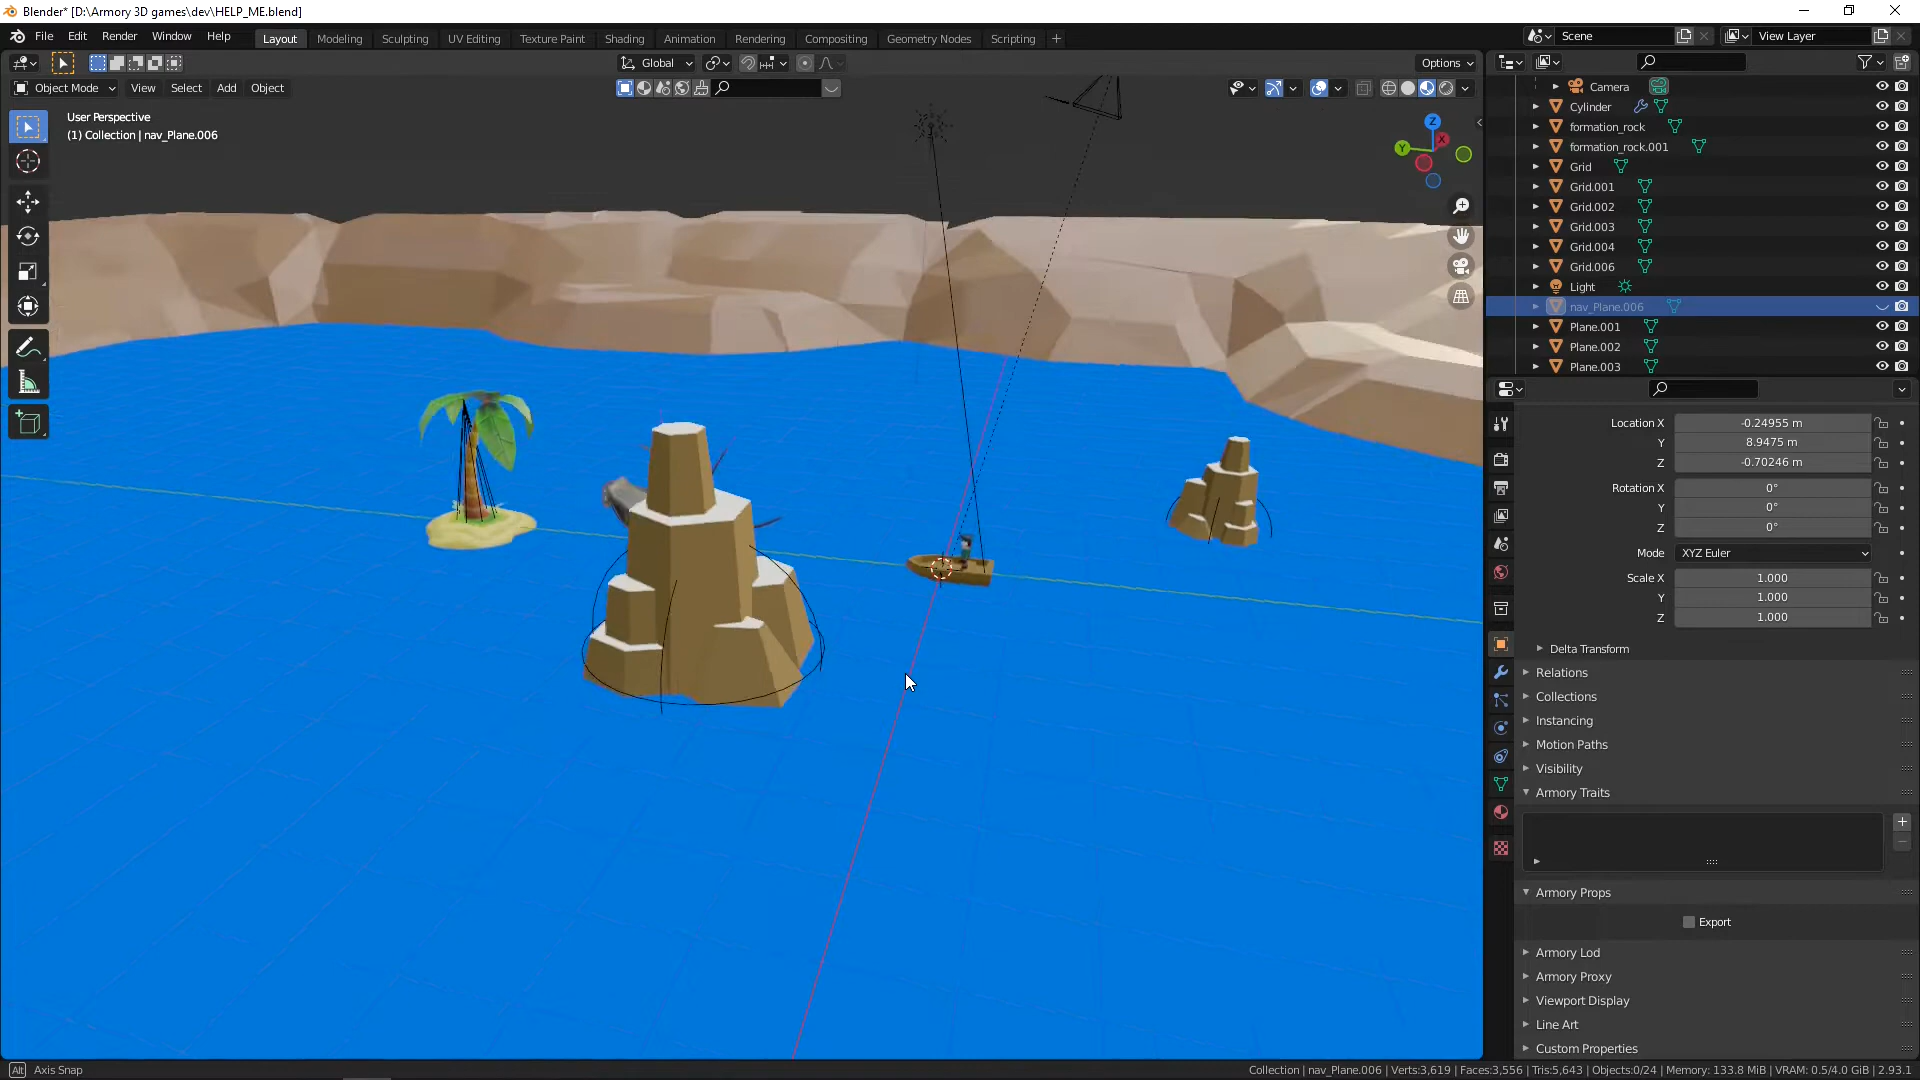 Blender* [D:\Armory 3D games\dev\HELP_ME.blend]
File Edit Render Window Help Layout Modeling Sculpting UV Editing Texture Paint Shading Animation Rendering Compositing Geometry Nodes Scripting + Scene View Layer
Global Options
Object Mode View Select Add Object
User Perspective
(1) Collection | nav_Plane.006
Z
X
Y
Camera
Cylinder
formation_rock
formation_rock.001
Grid
Grid.001
Grid.002
Grid.003
Grid.004
Grid.006
Light
nav_Plane.006
Plane.001
Plane.002
Plane.003
Location X -0.24955 m
Y 8.9475 m
Z -0.70246 m
Rotation X 0°
Y 0°
Z 0°
Mode XYZ Euler
Scale X 1.000
Y 1.000
Z 1.000
Delta Transform
Relations
Collections
Instancing
Motion Paths
Visibility
Armory Traits
Armory Props
Export
Armory Lod
Armory Proxy
Viewport Display
Line Art
Custom Properties
Alt Axis Snap
Collection | nav_Plane.006 | Verts:3,619 | Faces:3,556 | Tris:5,643 | Objects:0/24 | Memory: 133.8 MiB | VRAM: 0.5/4.0 GiB | 2.93.1